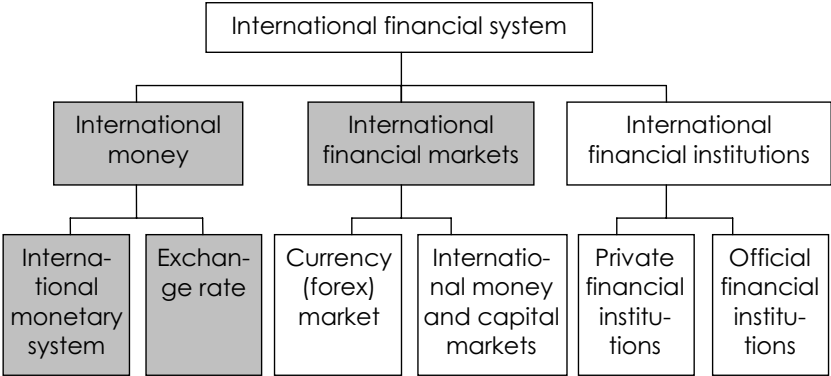 International financial system
International
money
International
financial markets
International
financial institutions
Interna-
tional
monetary
system
Exchan-
ge rate
Currency
(forex)
market
Internatio-
nal money
and capital
markets
Private
financial
institu-
tions
Official
financial
institu-
tions